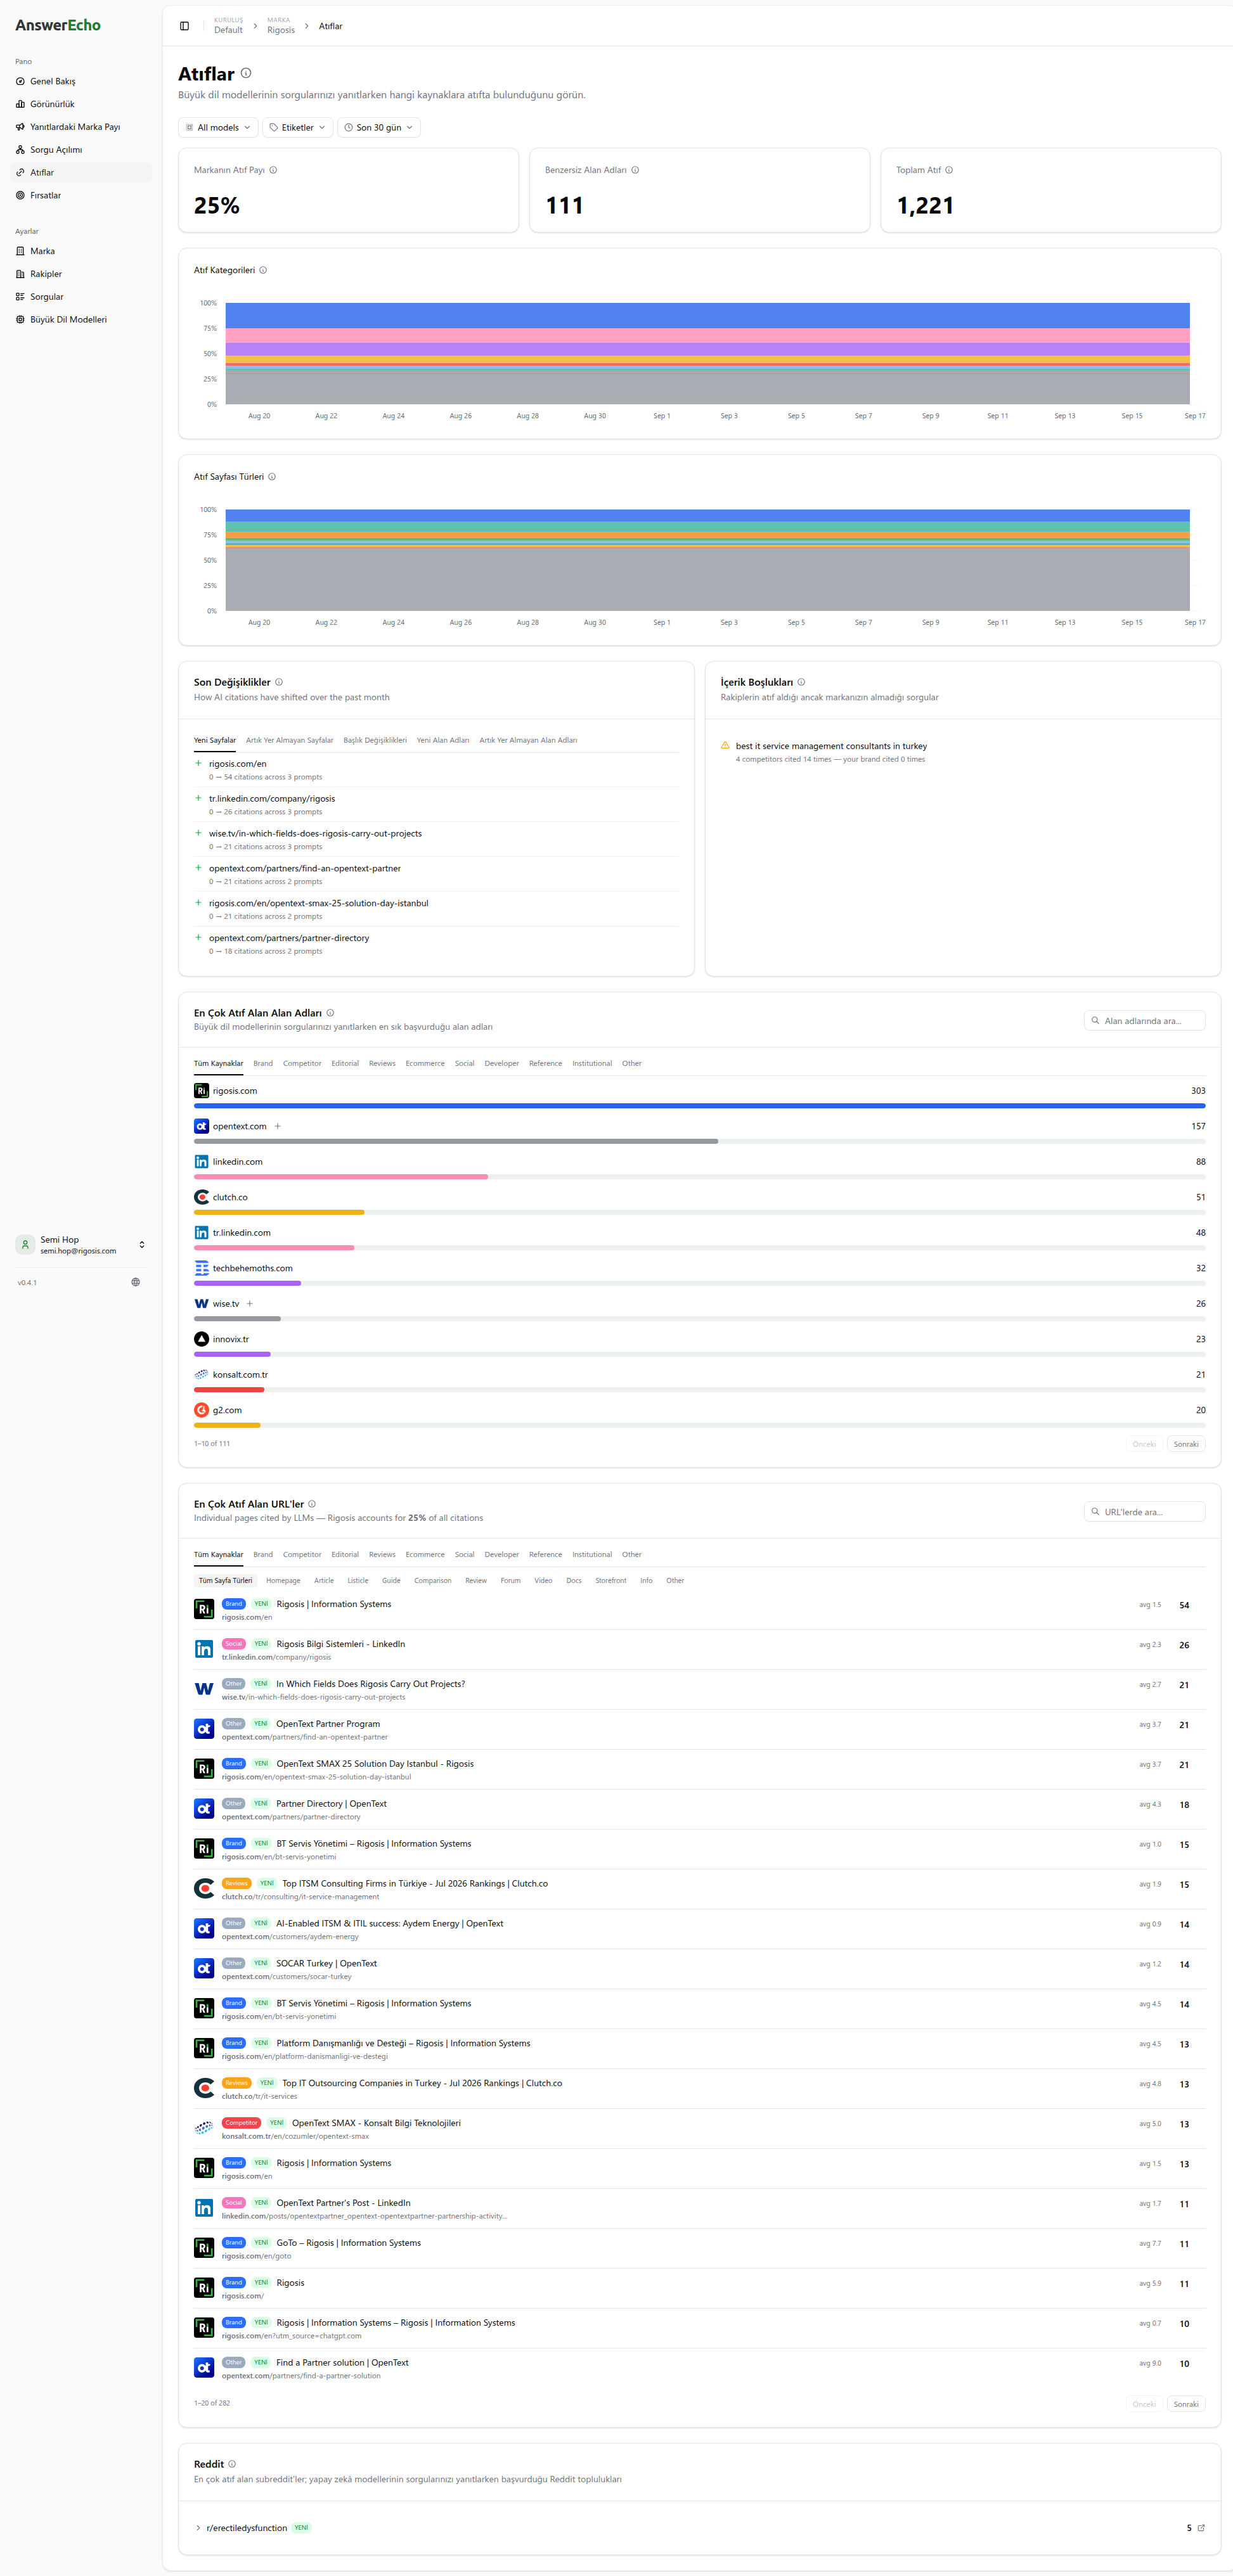 AnswerEcho
Pano
Genel Bakış
Görünürlük
Yanıtlardaki Marka Payı
Sorgu Açılımı
Atıflar
Fırsatlar
Ayarlar
Marka
Rakipler
Sorgular
Büyük Dil Modelleri
Semi Hop
semi.hop@rigosis.com
v0.4.1
KURULUŞ
Default
MARKA
Rigosis
Atıflar
Atıflar
Büyük dil modellerinin sorgularınızı yanıtlarken hangi kaynaklara atıfta bulunduğunu görün.
All models
Etiketler
Son 30 gün
Markanın Atıf Payı
25%
Benzersiz Alan Adları
111
Toplam Atıf
1,221
Atıf Kategorileri
100%
75%
50%
25%
0%
Aug 20 Aug 22 Aug 24 Aug 26 Aug 28 Aug 30 Sep 1 Sep 3 Sep 5 Sep 7 Sep 9 Sep 11 Sep 13 Sep 15 Sep 17
Atıf Sayfası Türleri
100%
75%
50%
25%
0%
Aug 20 Aug 22 Aug 24 Aug 26 Aug 28 Aug 30 Sep 1 Sep 3 Sep 5 Sep 7 Sep 9 Sep 11 Sep 13 Sep 15 Sep 17
Son Değişiklikler
How AI citations have shifted over the past month
Yeni Sayfalar Artık Yer Almayan Sayfalar Başlık Değişiklikleri Yeni Alan Adları Artık Yer Almayan Alan Adları
+ rigosis.com/en
0 → 54 citations across 3 prompts
+ tr.linkedin.com/company/rigosis
0 → 26 citations across 3 prompts
+ wise.tv/in-which-fields-does-rigosis-carry-out-projects
0 → 21 citations across 3 prompts
+ opentext.com/partners/find-an-opentext-partner
0 → 21 citations across 2 prompts
+ rigosis.com/en/opentext-smax-25-solution-day-istanbul
0 → 21 citations across 2 prompts
+ opentext.com/partners/partner-directory
0 → 18 citations across 2 prompts
İçerik Boşlukları
Rakiplerin atıf aldığı ancak markanızın almadığı sorgular
best it service management consultants in turkey
4 competitors cited 14 times — your brand cited 0 times
En Çok Atıf Alan Alan Adları
Büyük dil modellerinin sorgularınızı yanıtlarken en sık başvurduğu alan adları
Alan adlarında ara...
Tüm Kaynaklar Brand Competitor Editorial Reviews Ecommerce Social Developer Reference Institutional Other
rigosis.com 303
opentext.com + 157
linkedin.com 88
clutch.co 51
tr.linkedin.com 48
techbehemoths.com 32
wise.tv + 26
innovix.tr 23
konsalt.com.tr 21
g2.com 20
1–10 of 111
Önceki Sonraki
En Çok Atıf Alan URL'ler
Individual pages cited by LLMs — Rigosis accounts for 25% of all citations
URL'lerde ara...
Tüm Kaynaklar Brand Competitor Editorial Reviews Ecommerce Social Developer Reference Institutional Other
Tüm Sayfa Türleri Homepage Article Listicle Guide Comparison Review Forum Video Docs Storefront Info Other
Brand YENİ Rigosis | Information Systems avg 1.5 54
rigosis.com/en
Social YENİ Rigosis Bilgi Sistemleri - LinkedIn avg 2.3 26
tr.linkedin.com/company/rigosis
Other YENİ In Which Fields Does Rigosis Carry Out Projects? avg 2.7 21
wise.tv/in-which-fields-does-rigosis-carry-out-projects
Other YENİ OpenText Partner Program avg 3.7 21
opentext.com/partners/find-an-opentext-partner
Brand YENİ OpenText SMAX 25 Solution Day Istanbul - Rigosis avg 3.7 21
rigosis.com/en/opentext-smax-25-solution-day-istanbul
Other YENİ Partner Directory | OpenText avg 4.3 18
opentext.com/partners/partner-directory
Brand YENİ BT Servis Yönetimi – Rigosis | Information Systems avg 1.0 15
rigosis.com/en/bt-servis-yonetimi
Reviews YENİ Top ITSM Consulting Firms in Türkiye - Jul 2026 Rankings | Clutch.co avg 1.9 15
clutch.co/tr/consulting/it-service-management
Other YENİ AI-Enabled ITSM & ITIL success: Aydem Energy | OpenText avg 0.9 14
opentext.com/customers/aydem-energy
Other YENİ SOCAR Turkey | OpenText avg 1.2 14
opentext.com/customers/socar-turkey
Brand YENİ BT Servis Yönetimi – Rigosis | Information Systems avg 4.5 14
rigosis.com/en/bt-servis-yonetimi
Brand YENİ Platform Danışmanlığı ve Desteği – Rigosis | Information Systems avg 4.5 13
rigosis.com/en/platform-danismanligi-ve-destegi
Reviews YENİ Top IT Outsourcing Companies in Turkey - Jul 2026 Rankings | Clutch.co avg 4.8 13
clutch.co/tr/it-services
Competitor YENİ OpenText SMAX - Konsalt Bilgi Teknolojileri avg 5.0 13
konsalt.com.tr/en/cozumler/opentext-smax
Brand YENİ Rigosis | Information Systems avg 1.5 13
rigosis.com/en
Social YENİ OpenText Partner's Post - LinkedIn avg 1.7 11
linkedin.com/posts/opentextpartner_opentext-opentextpartner-partnership-activity...
Brand YENİ GoTo – Rigosis | Information Systems avg 7.7 11
rigosis.com/en/goto
Brand YENİ Rigosis avg 5.9 11
rigosis.com/
Brand YENİ Rigosis | Information Systems – Rigosis | Information Systems avg 0.7 10
rigosis.com/en?utm_source=chatgpt.com
Other YENİ Find a Partner solution | OpenText avg 9.0 10
opentext.com/partners/find-a-partner-solution
1–20 of 282
Önceki Sonraki
Reddit
En çok atıf alan subreddit'ler; yapay zekâ modellerinin sorgularınızı yanıtlarken başvurduğu Reddit toplulukları
r/erectiledysfunction YENİ 5